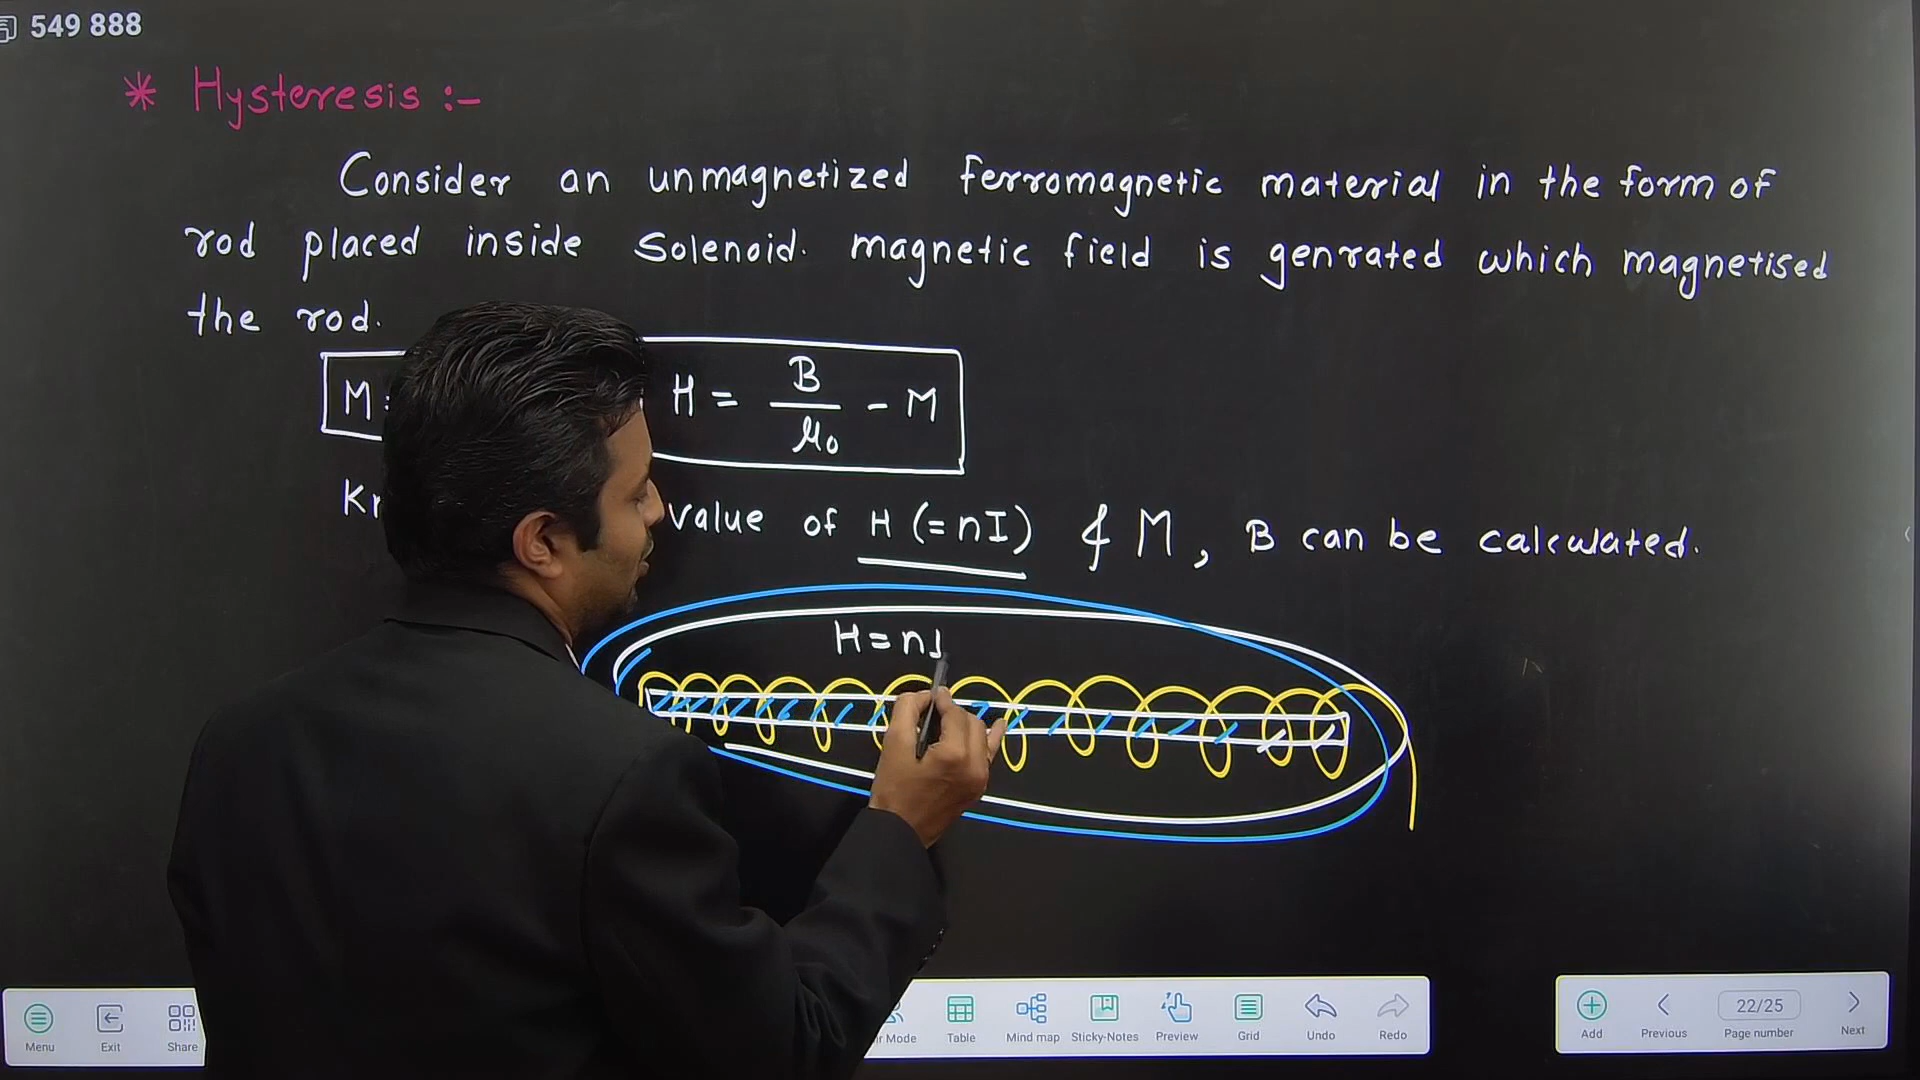 549 888
* Hysteresis :-
Consider an unmagnetized ferromagnetic material in the form of
rod placed inside solenoid. magnetic field is genrated which magnetised
the rod.
M = H = B/μ0 - M
value of H (=nI) & M, B can be calculated.
H=nI
Menu Exit Share Mode Table Mind map Sticky-Notes Preview Grid Undo Redo Add Previous 22/25 Page number Next